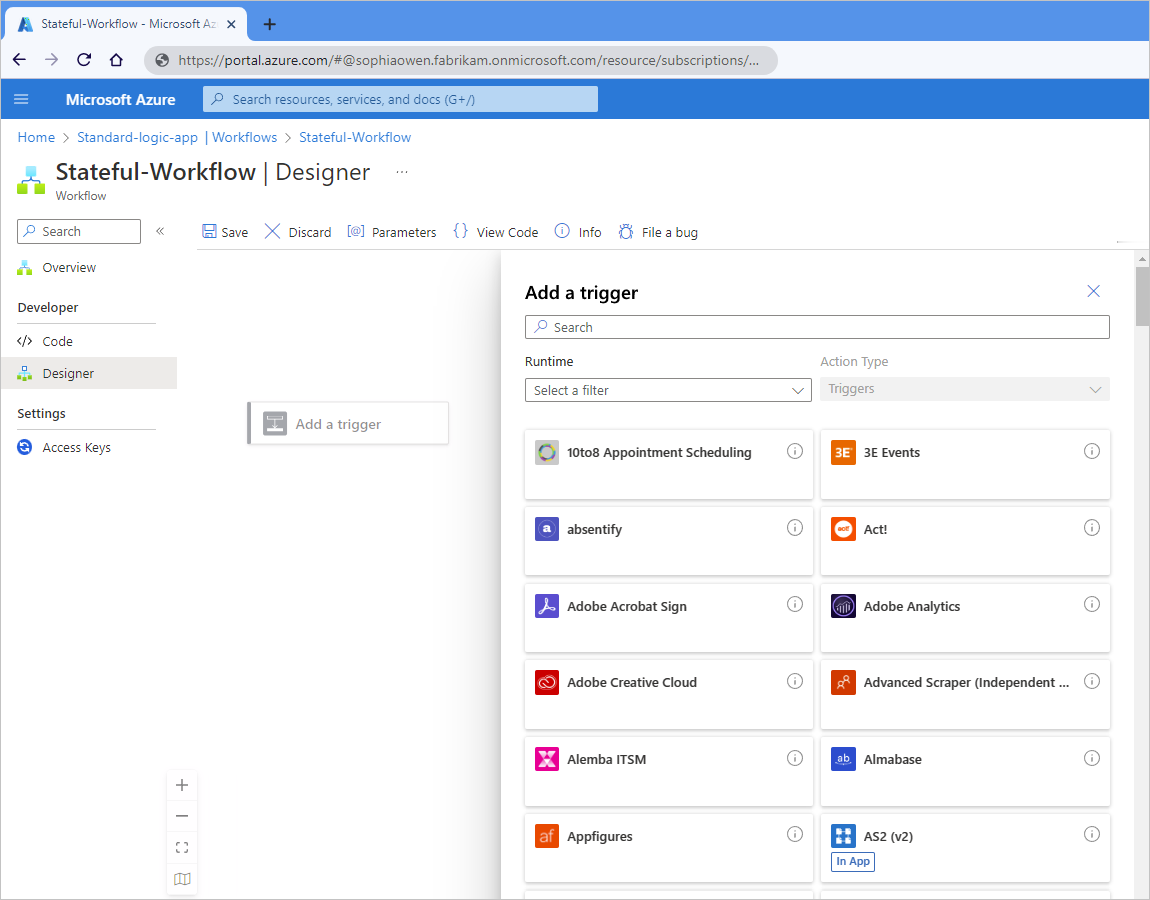 Stateful-Workflow - Microsoft Az
https://portal.azure.com/#@sophiaowen.fabrikam.onmicrosoft.com/resource/subscriptions/...
Microsoft Azure
Search resources, services, and docs (G+/)
Home > Standard-logic-app | Workflows > Stateful-Workflow
Stateful-Workflow | Designer ...
Workflow
Search «
Save Discard Parameters View Code Info File a bug
Overview
Developer
Code
Designer
Settings
Access Keys
Add a trigger
Add a trigger
Search
Runtime Action Type
Select a filter Triggers
10to8 Appointment Scheduling
3E 3E Events
a absentify
act! Act!
Adobe Acrobat Sign
Adobe Analytics
Adobe Creative Cloud
Advanced Scraper (Independent ...
Alemba ITSM
ab Almabase
af Appfigures
AS2 (v2)
In App